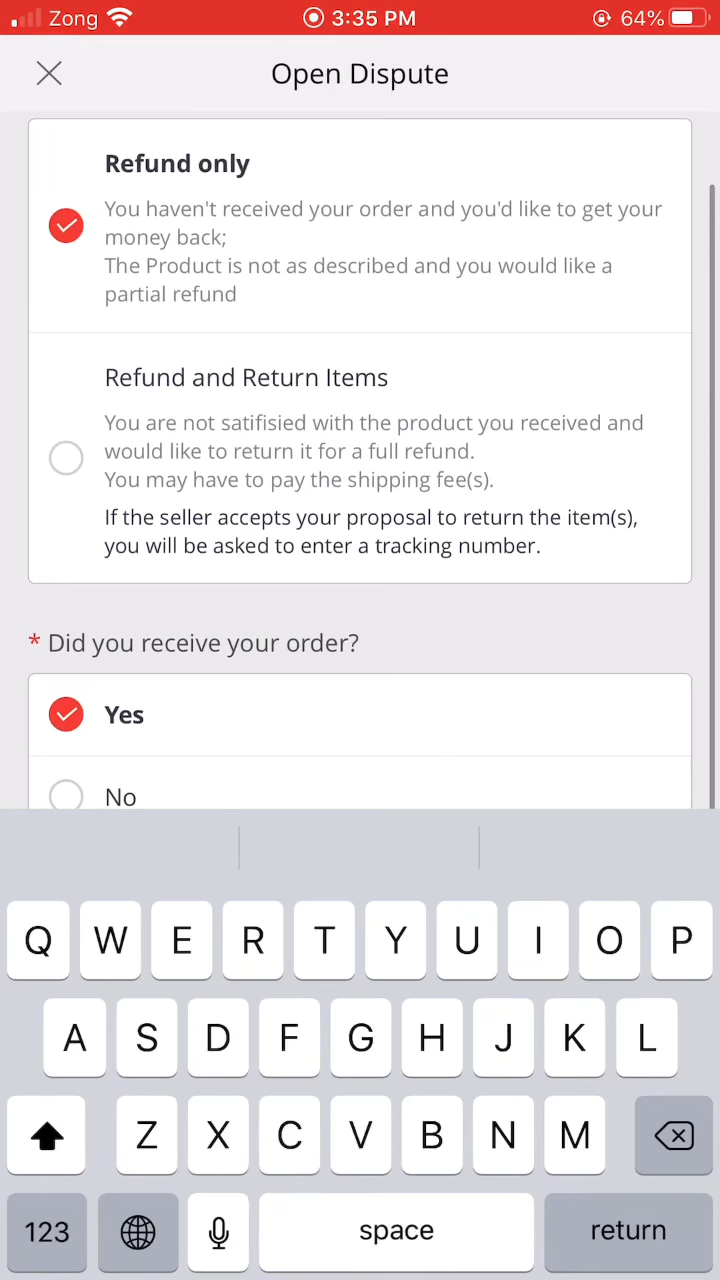 Zong 3:35 PM 64%
Open Dispute
Refund only
You haven't received your order and you'd like to get your
money back;
The Product is not as described and you would like a
partial refund
Refund and Return Items
You are not satifisied with the product you received and
would like to return it for a full refund.
You may have to pay the shipping fee(s).
If the seller accepts your proposal to return the item(s),
you will be asked to enter a tracking number.
* Did you receive your order?
Yes
No
Q W E R T Y U I O P
A S D F G H J K L
Z X C V B N M
123 space return